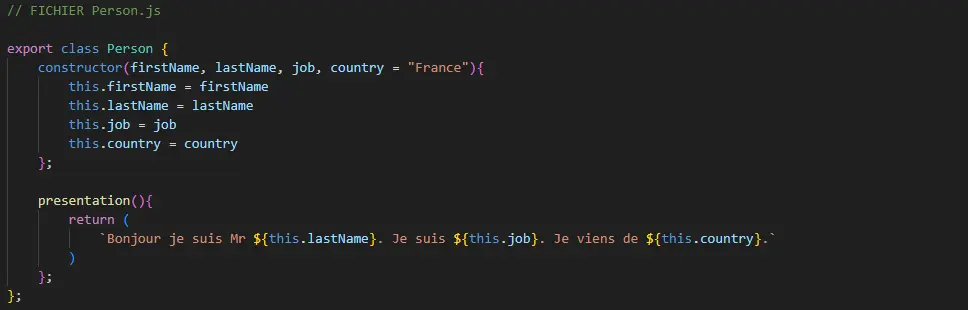 // FICHIER Person.js
export class Person {
    constructor(firstName, lastName, job, country = "France"){
        this.firstName = firstName
        this.lastName = lastName
        this.job = job
        this.country = country
    };
    presentation(){
        return (
            `Bonjour je suis Mr ${this.lastName}. Je suis ${this.job}. Je viens de ${this.country}.`
        )
    };
};